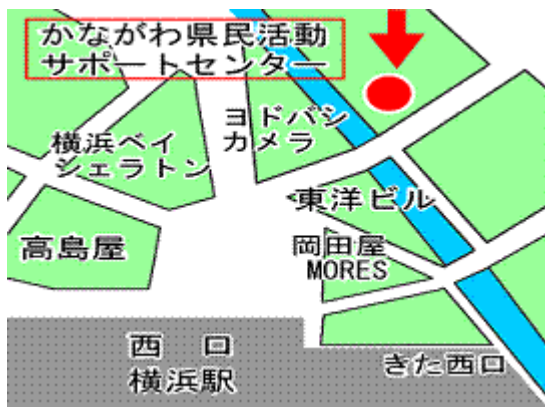 かながわ県民活動
サポートセンター
ヨドバシ
カメラ
横浜ベイ
シェラトン
東洋ビル
高島屋
岡田屋
MORES
西口
横浜駅
きた西口